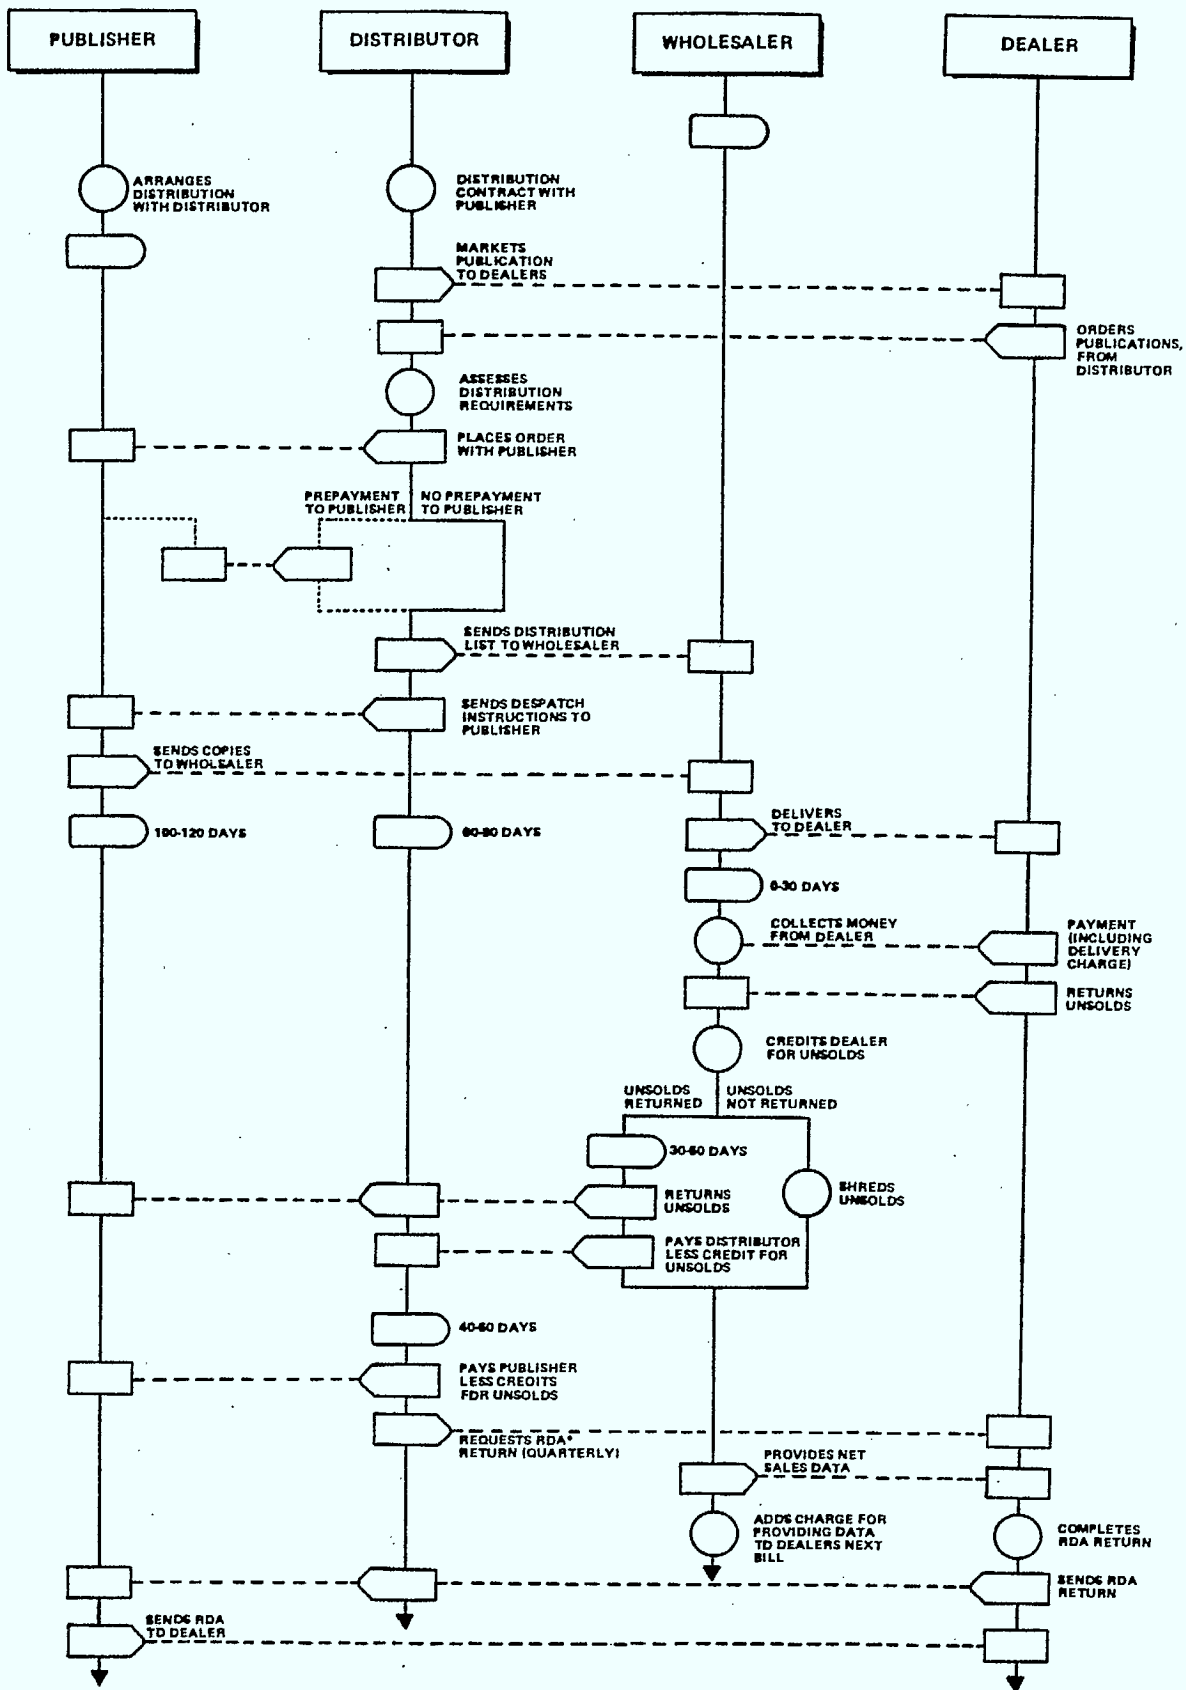 PUBLISHER
DISTRIBUTOR
WHOLESALER
DEALER
ARRANGES
DISTRIBUTION
WITH DISTRIBUTOR
DISTRIBUTION
CONTRACT WITH
PUBLISHER
MARKETS
PUBLICATION
TO DEALERS
ORDERS
PUBLICATIONS,
FROM
DISTRIBUTOR
ASSESSES
DISTRIBUTION
REQUIREMENTS
PLACES ORDER
WITH PUBLISHER
PREPAYMENT
TO PUBLISHER
NO PREPAYMENT
TO PUBLISHER
SENDS DISTRIBUTION
LIST TO WHOLESALER
SENDS DESPATCH
INSTRUCTIONS TO
PUBLISHER
SENDS COPIES
TO WHOLSALER
DELIVERS
TO DEALER
DAYS
DAYS
0-30 DAYS
COLLECTS MONEY
FROM DEALER
PAYMENT
(INCLUDING
DELIVERY
CHARGE)
RETURNS
UNSOLDS
CREDITS DEALER
FOR UNSOLDS
UNSOLDS
RETURNED
UNSOLDS
NOT RETURNED
30-60 DAYS
SHREDS
UNSOLDS
RETURNS
UNSOLDS
PAYS DISTRIBUTOR
LESS CREDIT FOR
UNSOLDS
40-60 DAYS
PAYS PUBLISHER
LESS CREDITS
FOR UNSOLDS
REQUESTS RDA*
RETURN (QUARTERLY)
PROVIDES NET
SALES DATA
ADDS CHARGE FOR
PROVIDING DATA
TO DEALERS NEXT
BILL
COMPLETES
RDA RETURN
SENDS RDA
RETURN
SENDS RDA
TO DEALER